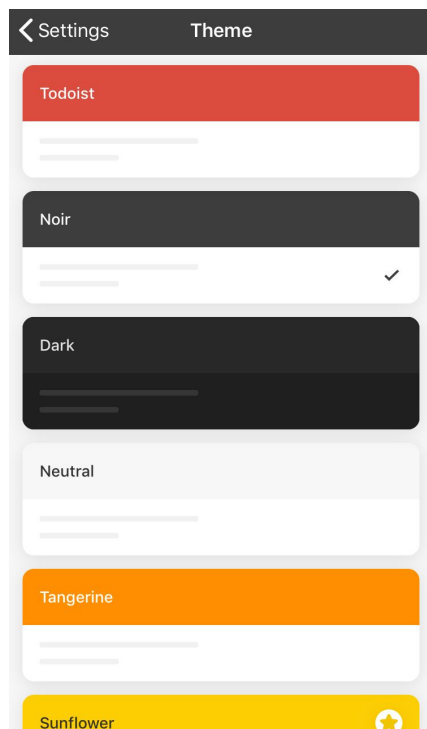 Settings
Theme
Todoist
Noir
Dark
Neutral
Tangerine
Sunflower